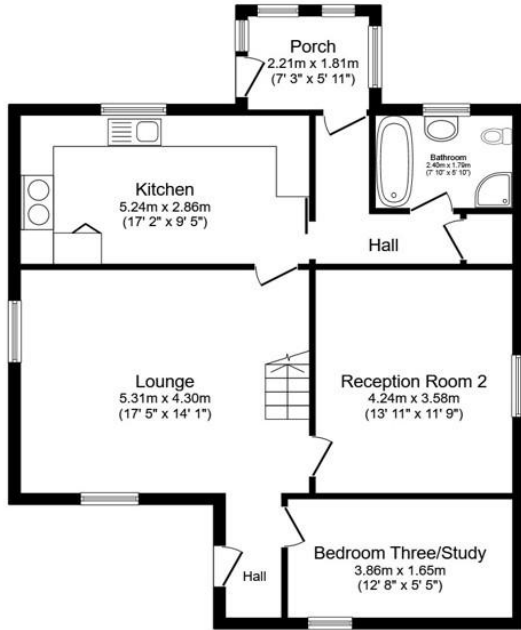 Porch
2.21m x 1.81m
(7' 3" x 5' 11")
Bathroom
2.40m x 1.79m
(7' 10" x 5' 10")
Kitchen
5.24m x 2.86m
(17' 2" x 9' 5")
Hall
Lounge
5.31m x 4.30m
(17' 5" x 14' 1")
Reception Room 2
4.24m x 3.58m
(13' 11" x 11' 9")
Bedroom Three/Study
3.86m x 1.65m
(12' 8" x 5' 5")
Hall